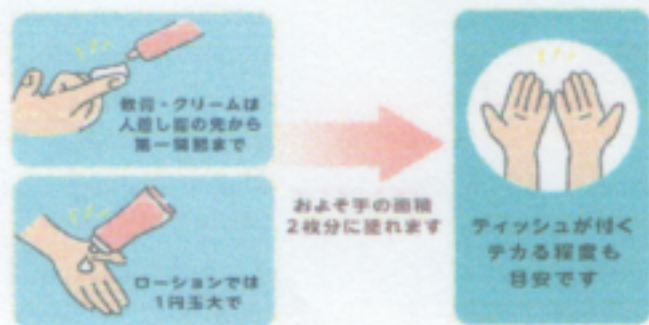 軟膏・クリームは
人差し指の先から
第一関節まで
ローションでは
1円玉大で
およそ手の面積
2枚分に塗れます
ティッシュが付く
テカる程度も
目安です